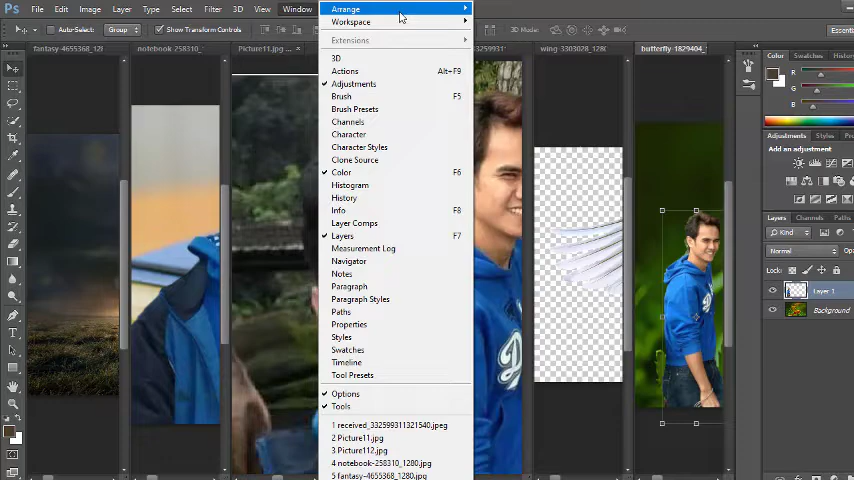 Ps File Edit Image Layer Type Select Filter 3D View Window
Auto-Select: Group Show Transform Controls 3D Mode: Essenti
fantasy-4655368_128 notebook-258310_ Picture11.jpg wing-3303028_1280 butterfly-1829404_
Arrange
Workspace
Extensions
3D
Actions Alt+F9
Adjustments
Brush F5
Brush Presets
Channels
Character
Character Styles
Clone Source
Color F6
Histogram
History
Info F8
Layer Comps
Layers F7
Measurement Log
Navigator
Notes
Paragraph
Paragraph Styles
Paths
Properties
Styles
Swatches
Timeline
Tool Presets
Options
Tools
1 received_332599311321540.jpeg
2 Picture11.jpg
3 Picture112.jpg
4 notebook-258310_1280.jpg
5 fantasy-4655368_1280.jpg
Color Swatches
R
G
B
Adjustments Styles
Add an adjustment
Layers Channels Paths
Kind
Normal
Lock:
Layer 1
Background